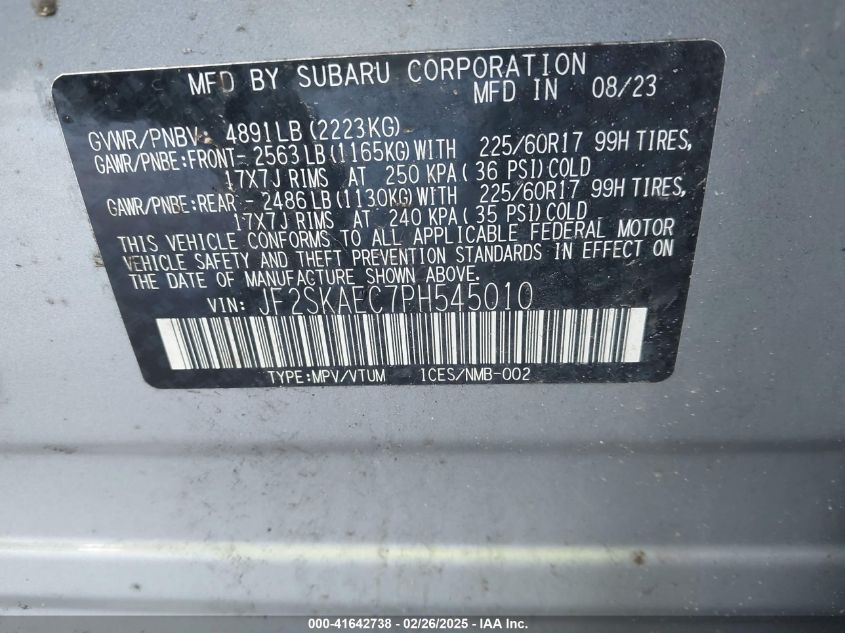 MFD BY SUBARU CORPORATION
MFD IN 08/23
GVWR/PNBV: 4891LB(2223KG)
GAWR/PNBE:FRONT- 2563 LB(1165KG)WITH 225/60R17 99H TIRES,
17X7J RIMS AT 250 KPA(36 PSI)COLD
GAWR/PNBE:REAR - 2486 LB(1130KG)WITH 225/60R17 99H TIRES,
17X7J RIMS AT 240 KPA(35 PSI)COLD
THIS VEHICLE CONFORMS TO ALL APPLICABLE FEDERAL MOTOR
VEHICLE SAFETY AND THEFT PREVENTION STANDARDS IN EFFECT ON
THE DATE OF MANUFACTURE SHOWN ABOVE.
VIN: JF2SKAEC7PH545010
TYPE:MPV/VTUM 1CES/NMB-002
000-41642738 - 02/26/2025 - IAA Inc.